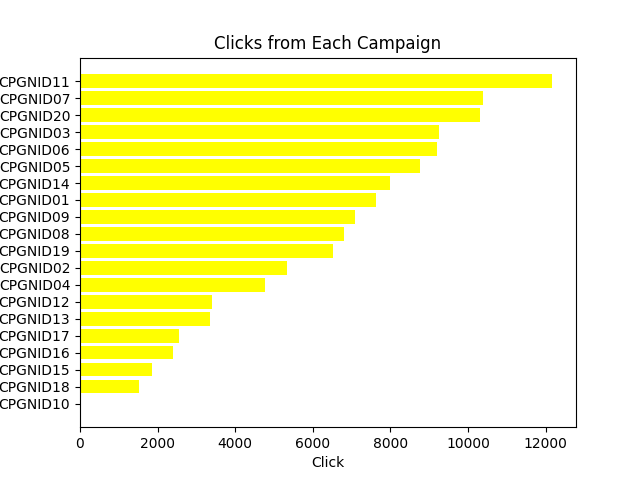 Clicks from Each Campaign
CPGNID11
CPGNID07
CPGNID20
CPGNID03
CPGNID06
CPGNID05
CPGNID14
CPGNID01
CPGNID09
CPGNID08
CPGNID19
CPGNID02
CPGNID04
CPGNID12
CPGNID13
CPGNID17
CPGNID16
CPGNID15
CPGNID18
CPGNID10
0 2000 4000 6000 8000 10000 12000
Click